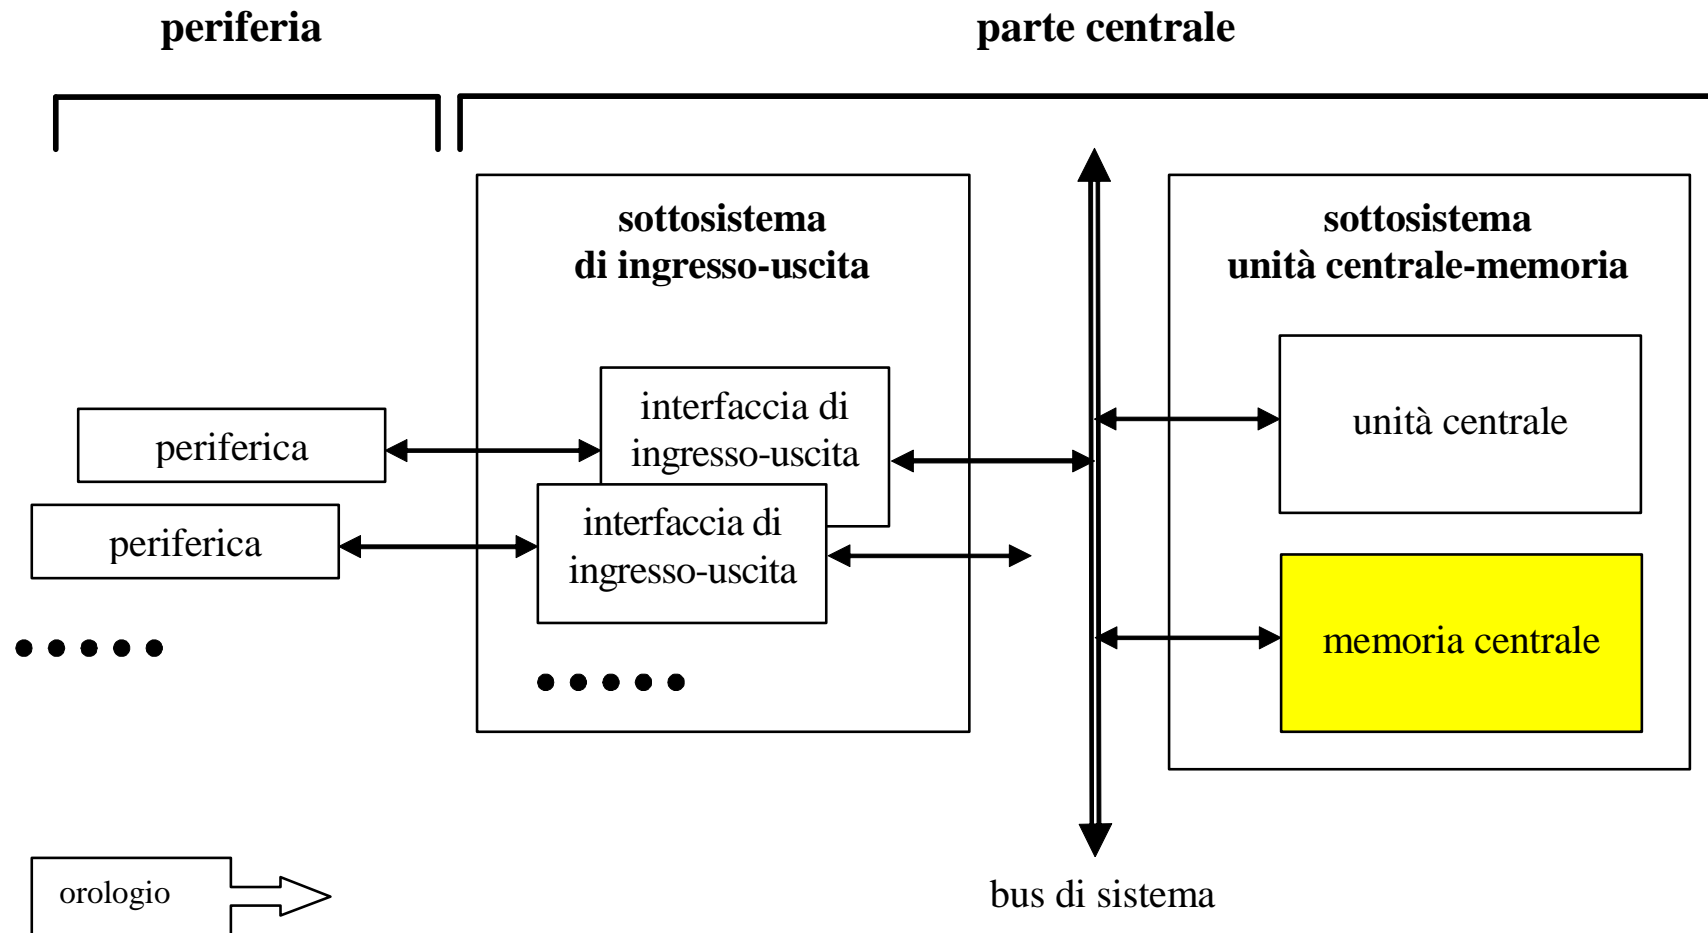 periferia
parte centrale
sottosistema
di ingresso-uscita
sottosistema
unità centrale-memoria
interfaccia di
ingresso-uscita
unità centrale
periferica
interfaccia di
ingresso-uscita
periferica
memoria centrale
orologio
bus di sistema